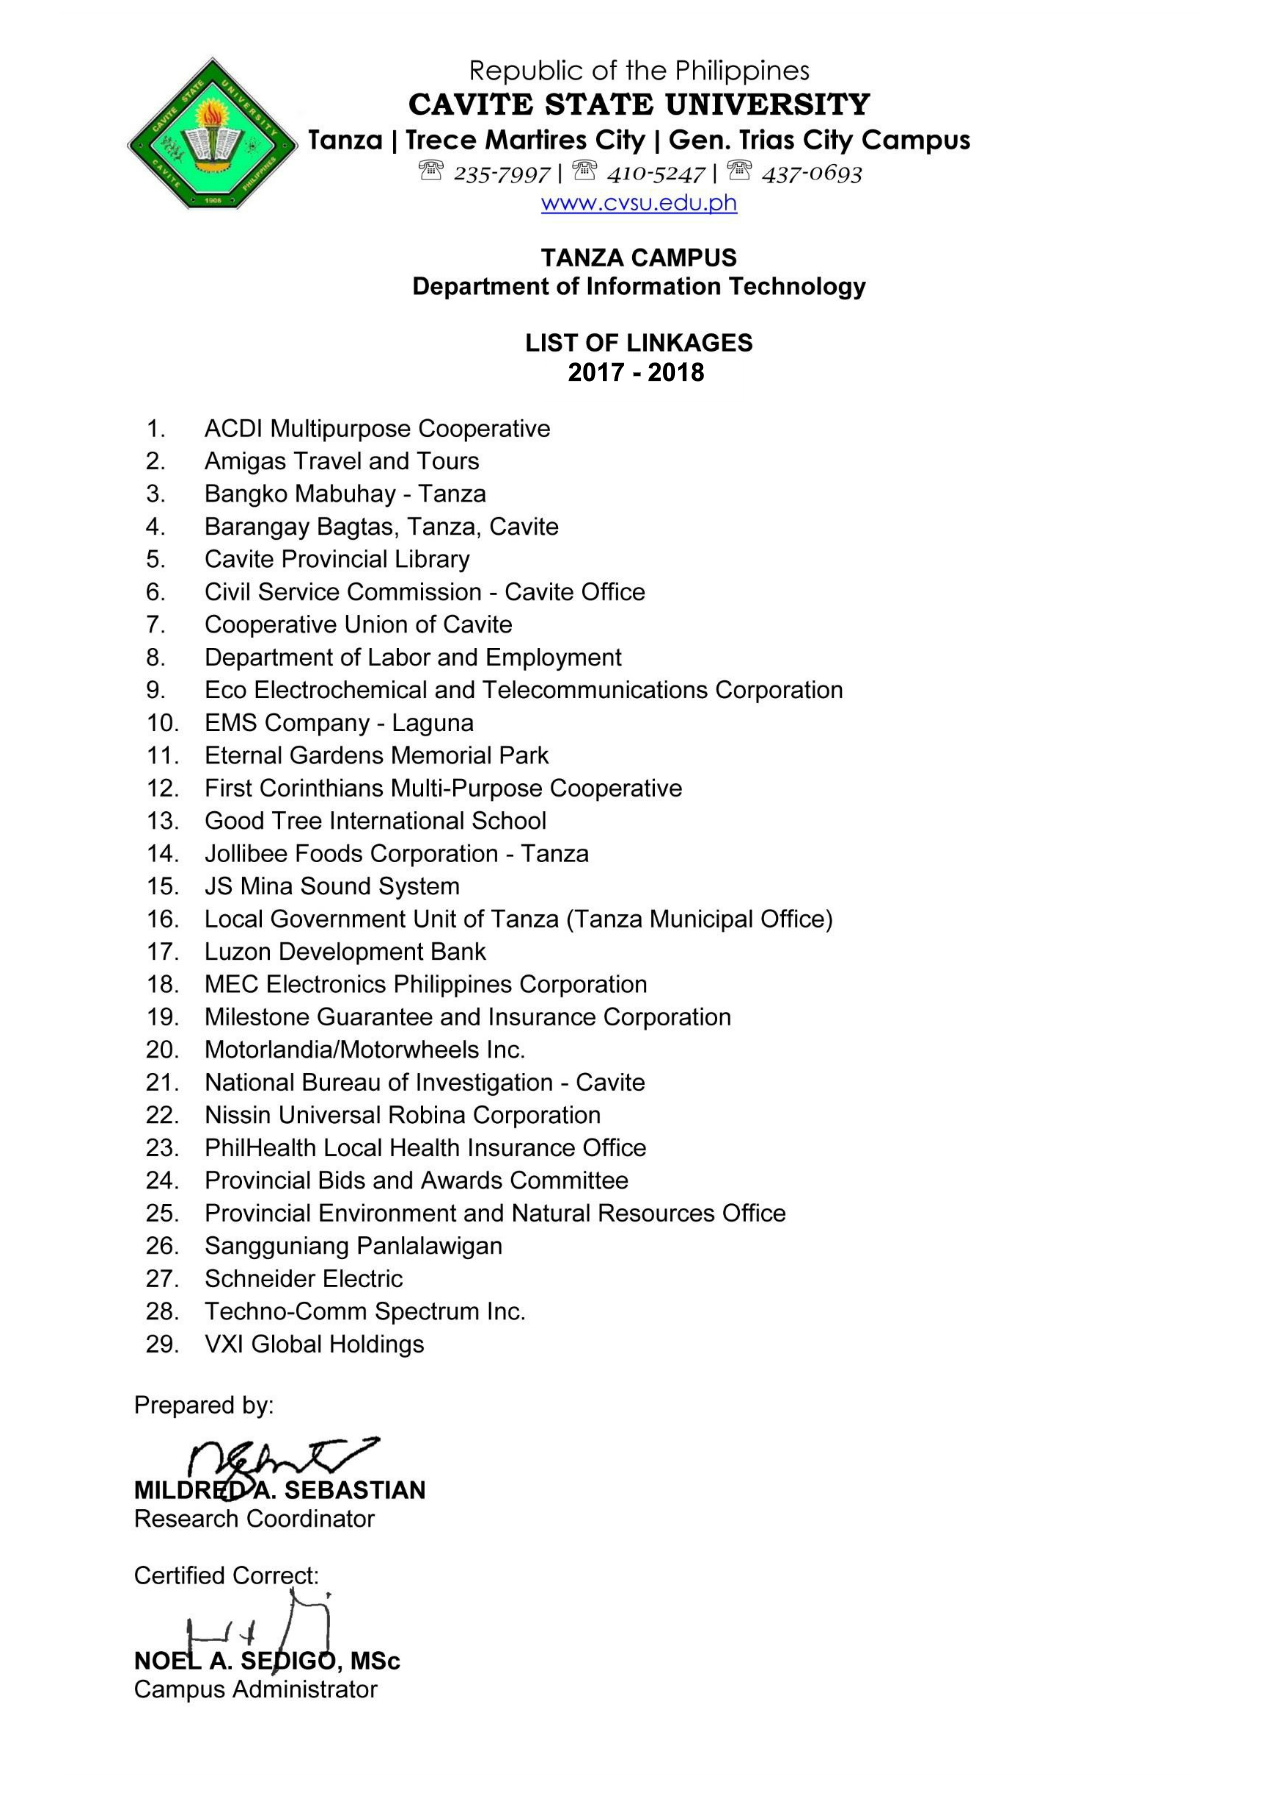 CAVITE STATE UNIVERSITY
CAVITE PHILIPPINES
1906
Republic of the Philippines
CAVITE STATE UNIVERSITY
Tanza | Trece Martires City | Gen. Trias City Campus
☏ 235-7997 | ☏ 410-5247 | ☏ 437-0693
www.cvsu.edu.ph
TANZA CAMPUS
Department of Information Technology
LIST OF LINKAGES
2017 - 2018
1. ACDI Multipurpose Cooperative
2. Amigas Travel and Tours
3. Bangko Mabuhay - Tanza
4. Barangay Bagtas, Tanza, Cavite
5. Cavite Provincial Library
6. Civil Service Commission - Cavite Office
7. Cooperative Union of Cavite
8. Department of Labor and Employment
9. Eco Electrochemical and Telecommunications Corporation
10. EMS Company - Laguna
11. Eternal Gardens Memorial Park
12. First Corinthians Multi-Purpose Cooperative
13. Good Tree International School
14. Jollibee Foods Corporation - Tanza
15. JS Mina Sound System
16. Local Government Unit of Tanza (Tanza Municipal Office)
17. Luzon Development Bank
18. MEC Electronics Philippines Corporation
19. Milestone Guarantee and Insurance Corporation
20. Motorlandia/Motorwheels Inc.
21. National Bureau of Investigation - Cavite
22. Nissin Universal Robina Corporation
23. PhilHealth Local Health Insurance Office
24. Provincial Bids and Awards Committee
25. Provincial Environment and Natural Resources Office
26. Sangguniang Panlalawigan
27. Schneider Electric
28. Techno-Comm Spectrum Inc.
29. VXI Global Holdings
Prepared by:
MILDRED A. SEBASTIAN
Research Coordinator
Certified Correct:
NOEL A. SEDIGO, MSc
Campus Administrator